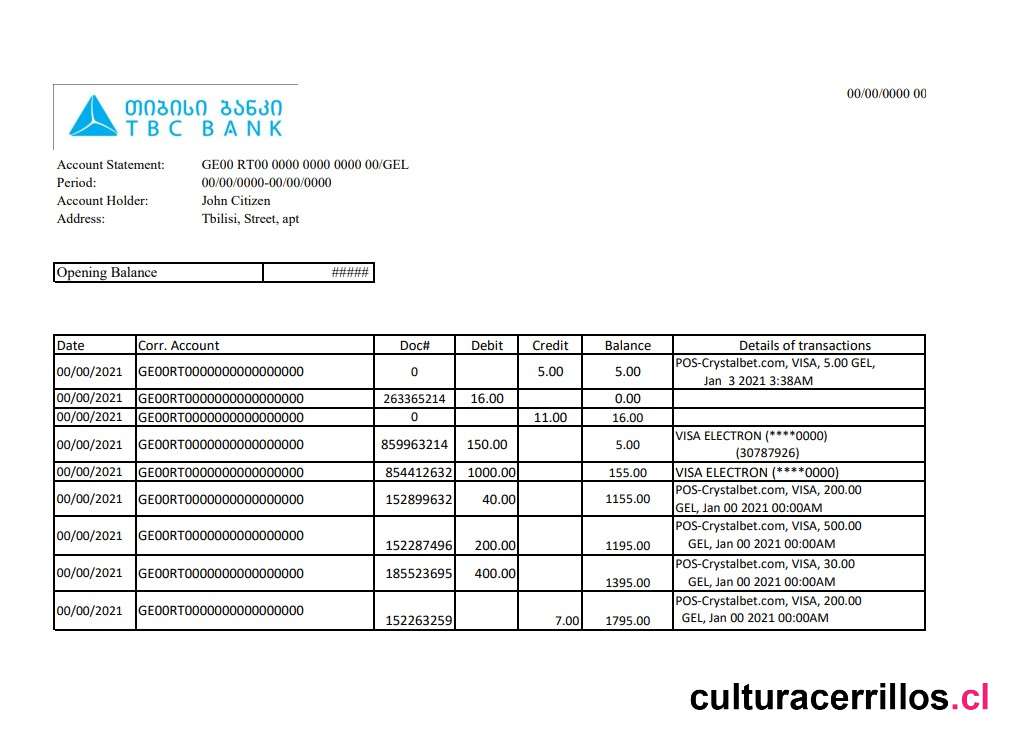 00/00/0000 00
თიბისი ბანკი
TBC BANK
Account Statement: GE00 RT00 0000 0000 0000 00/GEL
Period: 00/00/0000-00/00/0000
Account Holder: John Citizen
Address: Tbilisi, Street, apt
Opening Balance #####
Date Corr. Account Doc# Debit Credit Balance Details of transactions
00/00/2021 GE00RT0000000000000000 0 5.00 5.00 POS-Crystalbet.com, VISA, 5.00 GEL,
Jan 3 2021 3:38AM
00/00/2021 GE00RT0000000000000000 263365214 16.00 0.00
00/00/2021 GE00RT0000000000000000 0 11.00 16.00
00/00/2021 GE00RT0000000000000000 859963214 150.00 5.00 VISA ELECTRON (****0000)
(30787926)
00/00/2021 GE00RT0000000000000000 854412632 1000.00 155.00 VISA ELECTRON (****0000)
00/00/2021 GE00RT0000000000000000 152899632 40.00 1155.00 POS-Crystalbet.com, VISA, 200.00
GEL, Jan 00 2021 00:00AM
00/00/2021 GE00RT0000000000000000 152287496 200.00 1195.00 POS-Crystalbet.com, VISA, 500.00
GEL, Jan 00 2021 00:00AM
00/00/2021 GE00RT0000000000000000 185523695 400.00 1395.00 POS-Crystalbet.com, VISA, 30.00
GEL, Jan 00 2021 00:00AM
00/00/2021 GE00RT0000000000000000 152263259 7.00 1795.00 POS-Crystalbet.com, VISA, 200.00
GEL, Jan 00 2021 00:00AM
culturacerrillos.cl